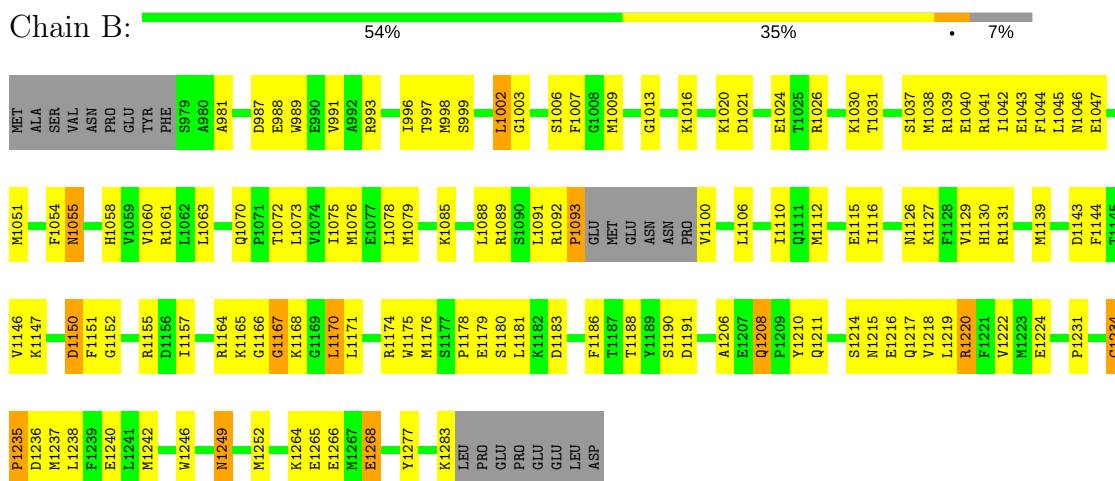 Chain B:
54% 35% • 7%
MET ALA SER VAL ASN PRO GLU TYR PHE S979 A980 A981 D987 E988 W989 E990 V991 A992 R993 I996 T997 M998 S999 L1002 G1003 S1006 F1007 G1008 M1009 G1013 K1016 K1020 D1021 E1024 T1025 R1026 K1030 T1031 S1037 M1038 R1039 E1040 R1041 I1042 E1043 F1044 L1045 N1046 E1047
M1051 F1054 N1055 H1058 V1059 V1060 R1061 L1062 L1063 Q1070 P1071 T1072 L1073 V1074 I1075 M1076 E1077 L1078 M1079 K1085 L1088 R1089 S1090 L1091 R1092 P1093 GLU MET GLU ASN ASN PRO V1100 L1106 I1110 Q1111 M1112 E1115 I1116 N1126 K1127 F1128 V1129 H1130 R1131 M1139 D1143 F1144 T1145
V1146 K1147 D1150 F1151 G1152 R1155 D1156 I1157 R1164 K1165 G1166 G1167 K1168 G1169 L1170 L1171 R1174 W1175 M1176 S1177 P1178 E1179 S1180 L1181 K1182 D1183 F1186 T1187 T1188 Y1189 S1190 D1191 A1206 E1207 Q1208 P1209 Y1210 Q1211 S1214 N1215 E1216 Q1217 V1218 L1219 R1220 F1221 V1222 M1223 E1224 P1231
P1235 D1236 M1237 L1238 F1239 E1240 L1241 M1242 W1246 N1249 M1252 K1264 E1265 E1266 M1267 E1268 Y1277 K1283 LEU PRO GLU PRO GLU GLU LEU ASP